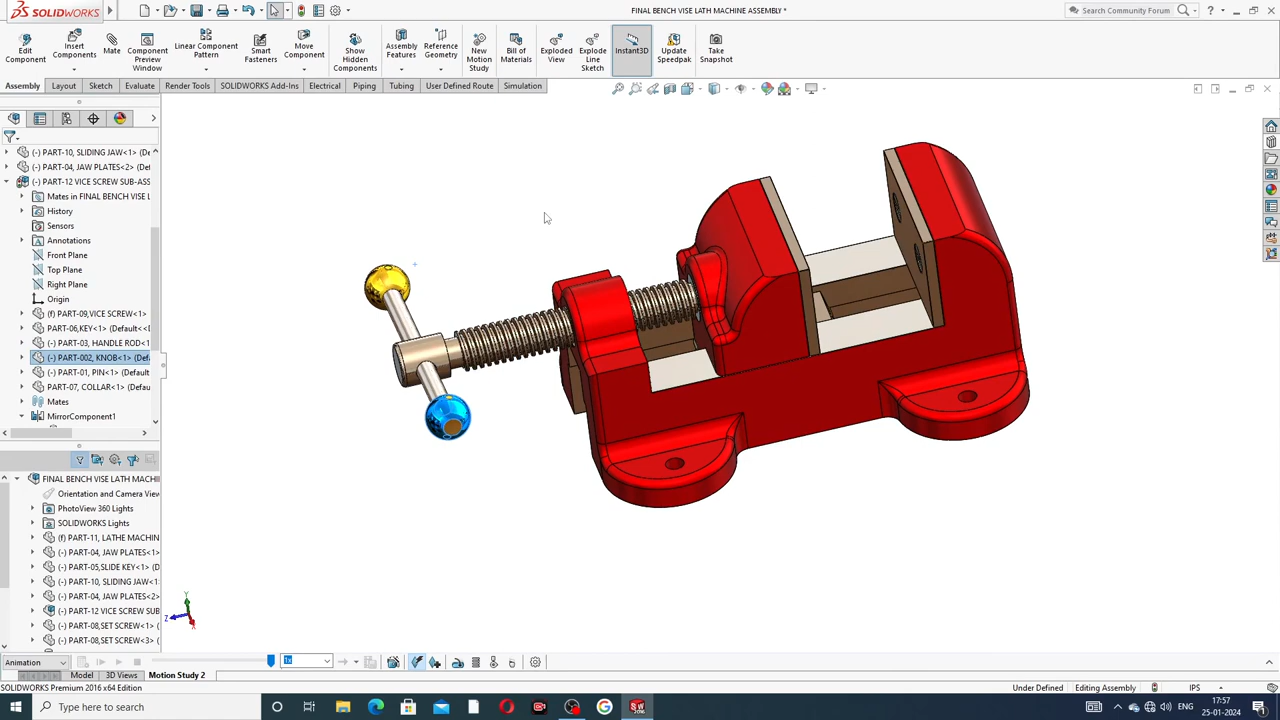 SOLIDWORKS
FINAL BENCH VISE LATH MACHINE ASSEMBLY *
Search Community Forum
Edit Component
Insert Components
Mate
Component Preview Window
Linear Component Pattern
Smart Fasteners
Move Component
Show Hidden Components
Assembly Features
Reference Geometry
New Motion Study
Bill of Materials
Exploded View
Explode Line Sketch
Instant3D
Update Speedpak
Take Snapshot
Assembly Layout Sketch Evaluate Render Tools SOLIDWORKS Add-Ins Electrical Piping Tubing User Defined Route Simulation
(-) PART-10, SLIDING JAW<1> (De
(-) PART-04, JAW PLATES<2> (De
(-) PART-12 VICE SCREW SUB-ASS
Mates in FINAL BENCH VISE L
History
Sensors
Annotations
Front Plane
Top Plane
Right Plane
Origin
(f) PART-09,VICE SCREW<1>
PART-06,KEY<1> (Default<<D
(-) PART-03, HANDLE ROD<1>
(-) PART-002, KNOB<1> (Defa
(-) PART-01, PIN<1> (Default
PART-07, COLLAR<1> (Defau
Mates
MirrorComponent1
FINAL BENCH VISE LATH MACHI
Orientation and Camera View
PhotoView 360 Lights
SOLIDWORKS Lights
(f) PART-11, LATHE MACHIN
(-) PART-04, JAW PLATES<1>
(-) PART-05,SLIDE KEY<1> (D
(-) PART-10, SLIDING JAW<1>
(-) PART-04, JAW PLATES<2>
(-) PART-12 VICE SCREW SUB
(-) PART-08,SET SCREW<1> (
(-) PART-08,SET SCREW<3> (
Y
Z
X
Animation
1x
Model 3D Views Motion Study 2
SOLIDWORKS Premium 2016 x64 Edition
Under Defined
Editing Assembly
IPS
Type here to search
ENG
17:57
25-01-2024